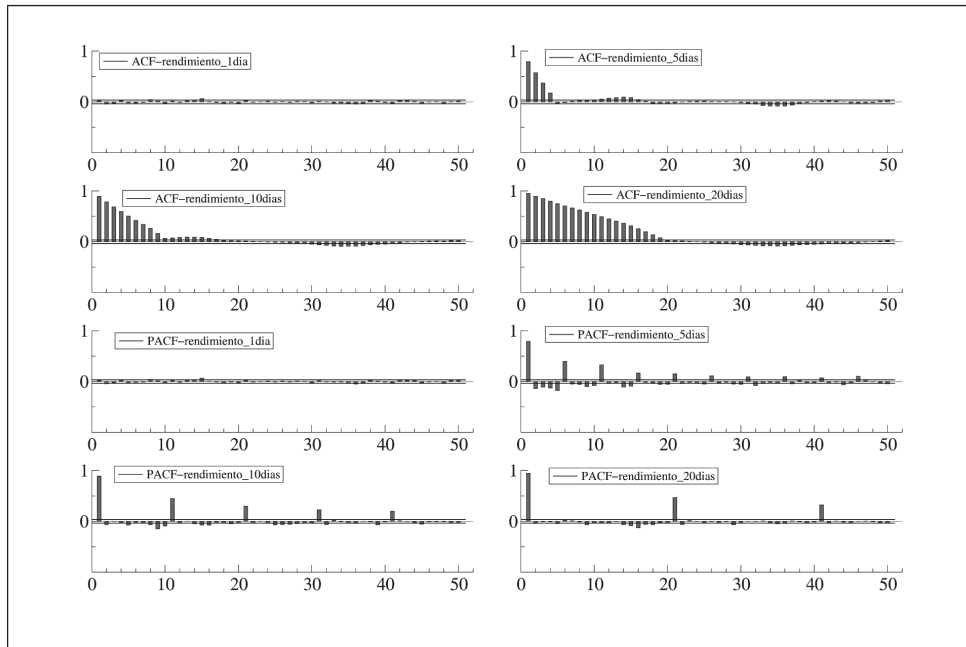 1
ACF−rendimiento_1dia
0
0 10 20 30 40 50
1
ACF−rendimiento_5dias
0
0 10 20 30 40 50
1
ACF−rendimiento_10dias
0
0 10 20 30 40 50
1
ACF−rendimiento_20dias
0
0 10 20 30 40 50
1
PACF−rendimiento_1dia
0
0 10 20 30 40 50
1
PACF−rendimiento_5dias
0
0 10 20 30 40 50
1
PACF−rendimiento_10dias
0
0 10 20 30 40 50
1
PACF−rendimiento_20dias
0
0 10 20 30 40 50